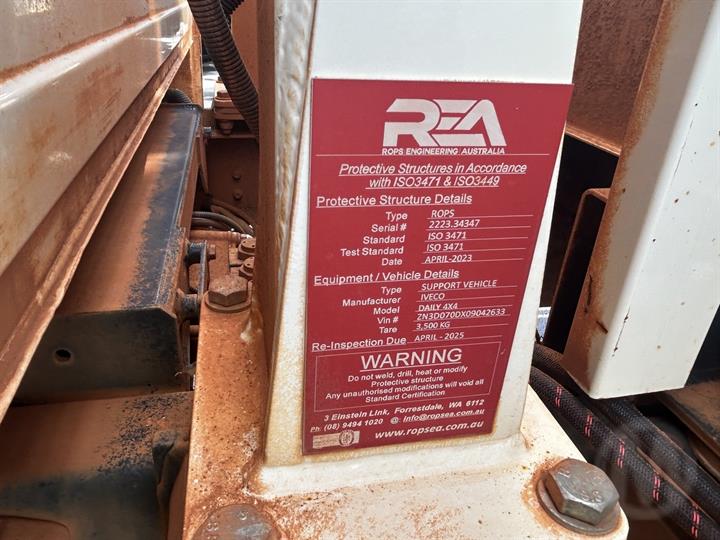 REA
ROPS ENGINEERING AUSTRALIA
Protective Structures in Accordance
with ISO3471 & ISO3449
Protective Structure Details
Type ROPS
Serial # 2223.34347
Standard ISO 3471
Test Standard ISO 3471
Date APRIL-2023
Equipment / Vehicle Details
Type SUPPORT VEHICLE
Manufacturer IVECO
Model DAILY 4X4
Vin # ZN3D070DX09042633
Tare 3,500 KG
Re-Inspection Due APRIL - 2025
WARNING
Do not weld, drill, heat or modify
Protective structure
Any unauthorised modifications will void all
Standard Certification
3 Einstein Link, Forrestdale, WA 6112
Ph: (08) 9494 1020 @: Info@ropsea.com.au
www.ropsea.com.au